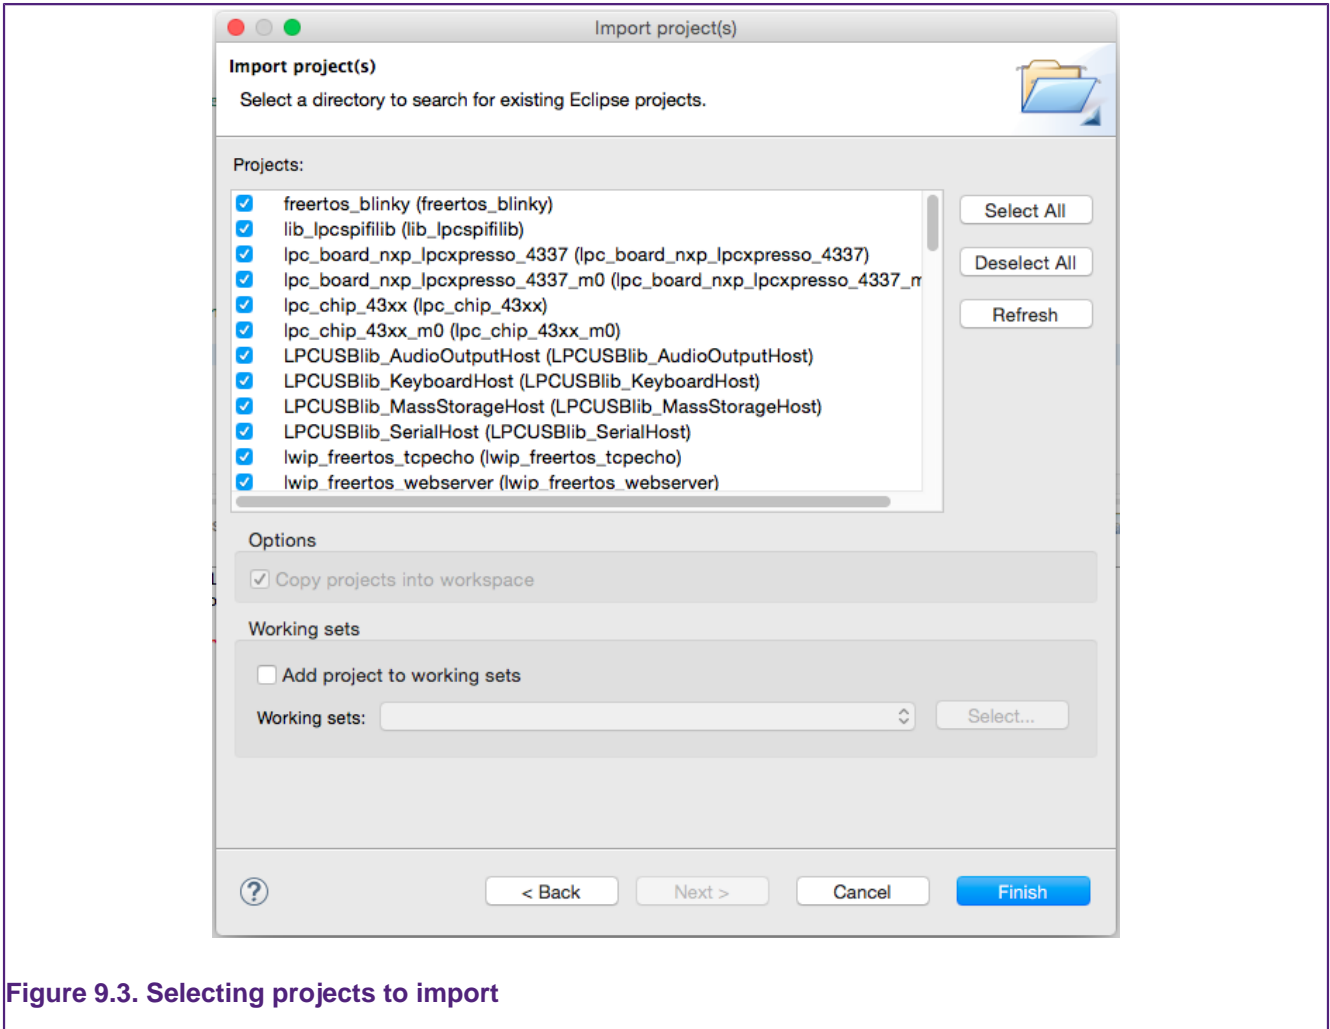 Import project(s)
Import project(s)
Select a directory to search for existing Eclipse projects.
Projects:
freertos_blinky (freertos_blinky)
lib_lpcspifilib (lib_lpcspifilib)
lpc_board_nxp_lpcxpresso_4337 (lpc_board_nxp_lpcxpresso_4337)
lpc_board_nxp_lpcxpresso_4337_m0 (lpc_board_nxp_lpcxpresso_4337_m
lpc_chip_43xx (lpc_chip_43xx)
lpc_chip_43xx_m0 (lpc_chip_43xx_m0)
LPCUSBlib_AudioOutputHost (LPCUSBlib_AudioOutputHost)
LPCUSBlib_KeyboardHost (LPCUSBlib_KeyboardHost)
LPCUSBlib_MassStorageHost (LPCUSBlib_MassStorageHost)
LPCUSBlib_SerialHost (LPCUSBlib_SerialHost)
lwip_freertos_tcpecho (lwip_freertos_tcpecho)
lwip_freertos_webserver (lwip_freertos_webserver)
Select All
Deselect All
Refresh
Options
Copy projects into workspace
Working sets
Add project to working sets
Working sets:
Select...
?
< Back
Next >
Cancel
Finish
Figure 9.3. Selecting projects to import